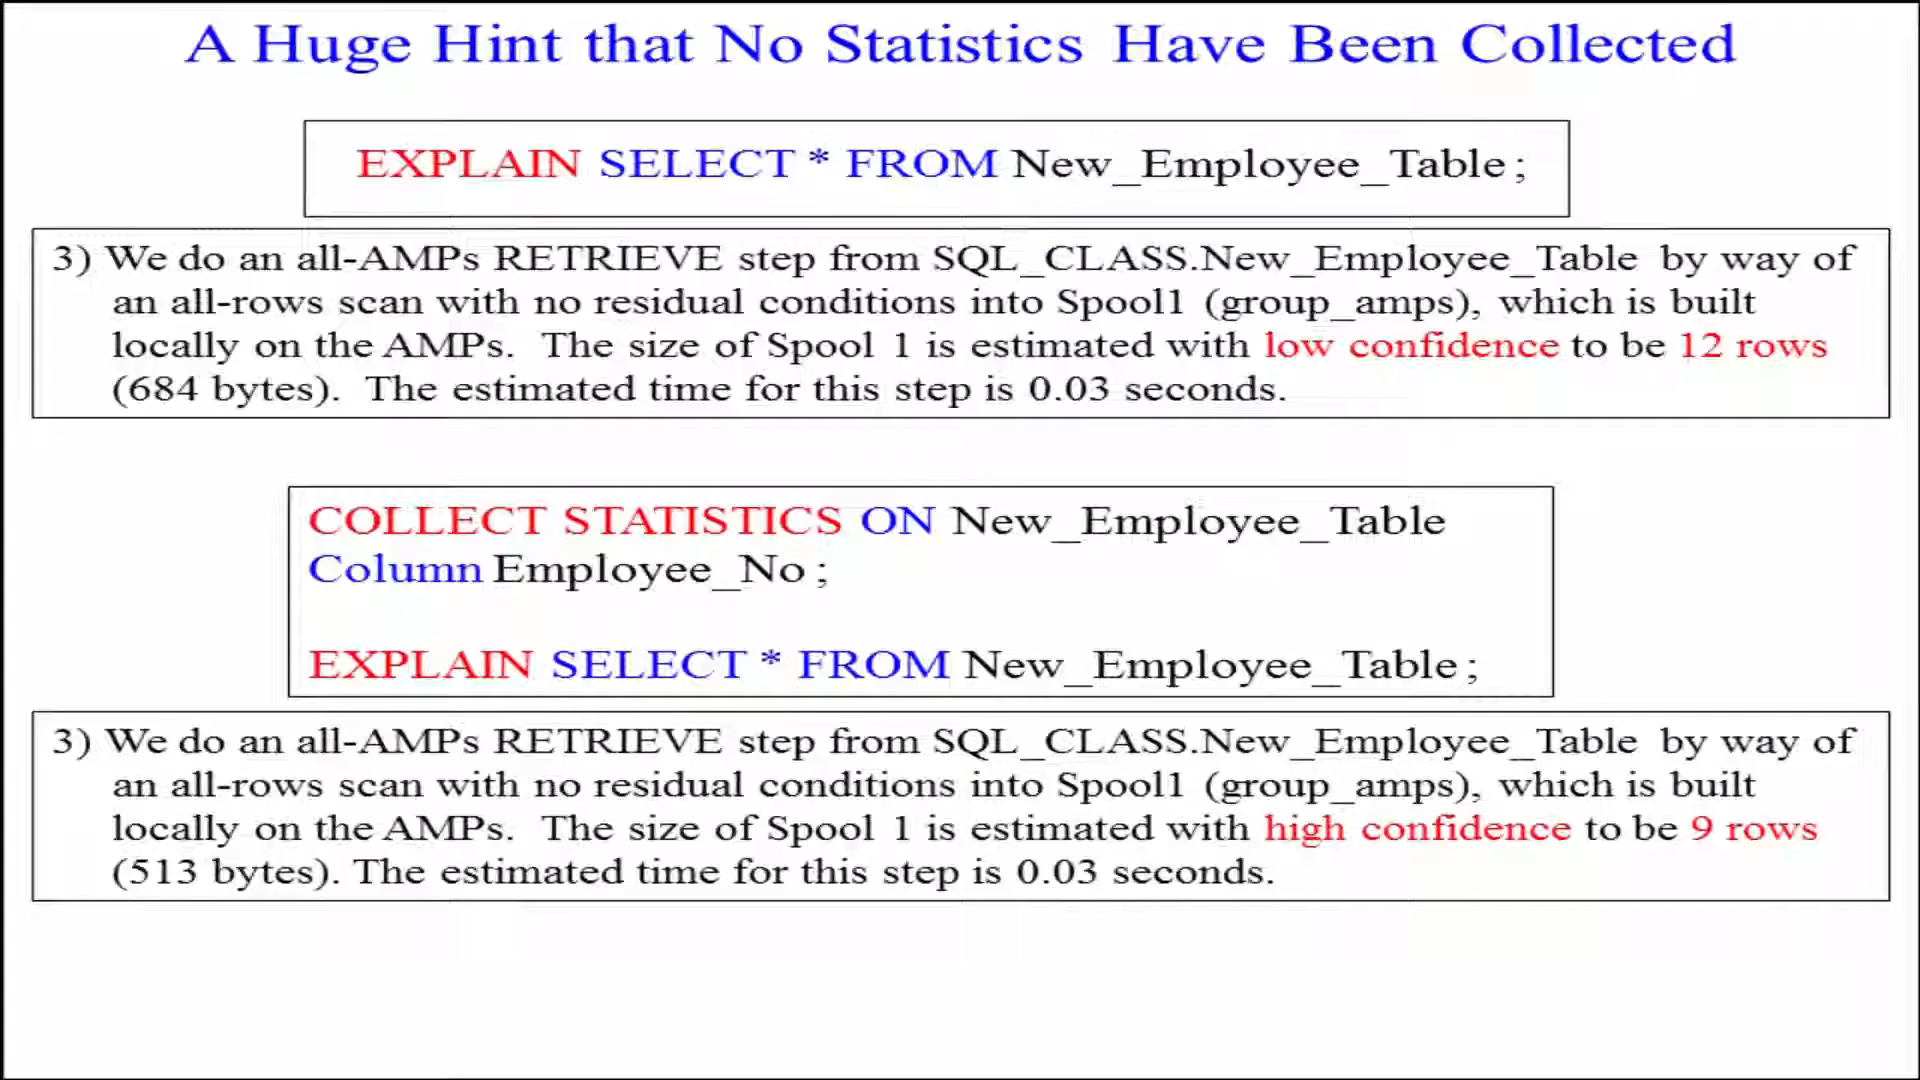 A Huge Hint that No Statistics Have Been Collected
EXPLAIN SELECT * FROM New_Employee_Table;
3) We do an all-AMPs RETRIEVE step from SQL_CLASS.New_Employee_Table by way of
an all-rows scan with no residual conditions into Spool1 (group_amps), which is built
locally on the AMPs. The size of Spool 1 is estimated with low confidence to be 12 rows
(684 bytes). The estimated time for this step is 0.03 seconds.
COLLECT STATISTICS ON New_Employee_Table
Column Employee_No;
EXPLAIN SELECT * FROM New_Employee_Table;
3) We do an all-AMPs RETRIEVE step from SQL_CLASS.New_Employee_Table by way of
an all-rows scan with no residual conditions into Spool1 (group_amps), which is built
locally on the AMPs. The size of Spool 1 is estimated with high confidence to be 9 rows
(513 bytes). The estimated time for this step is 0.03 seconds.